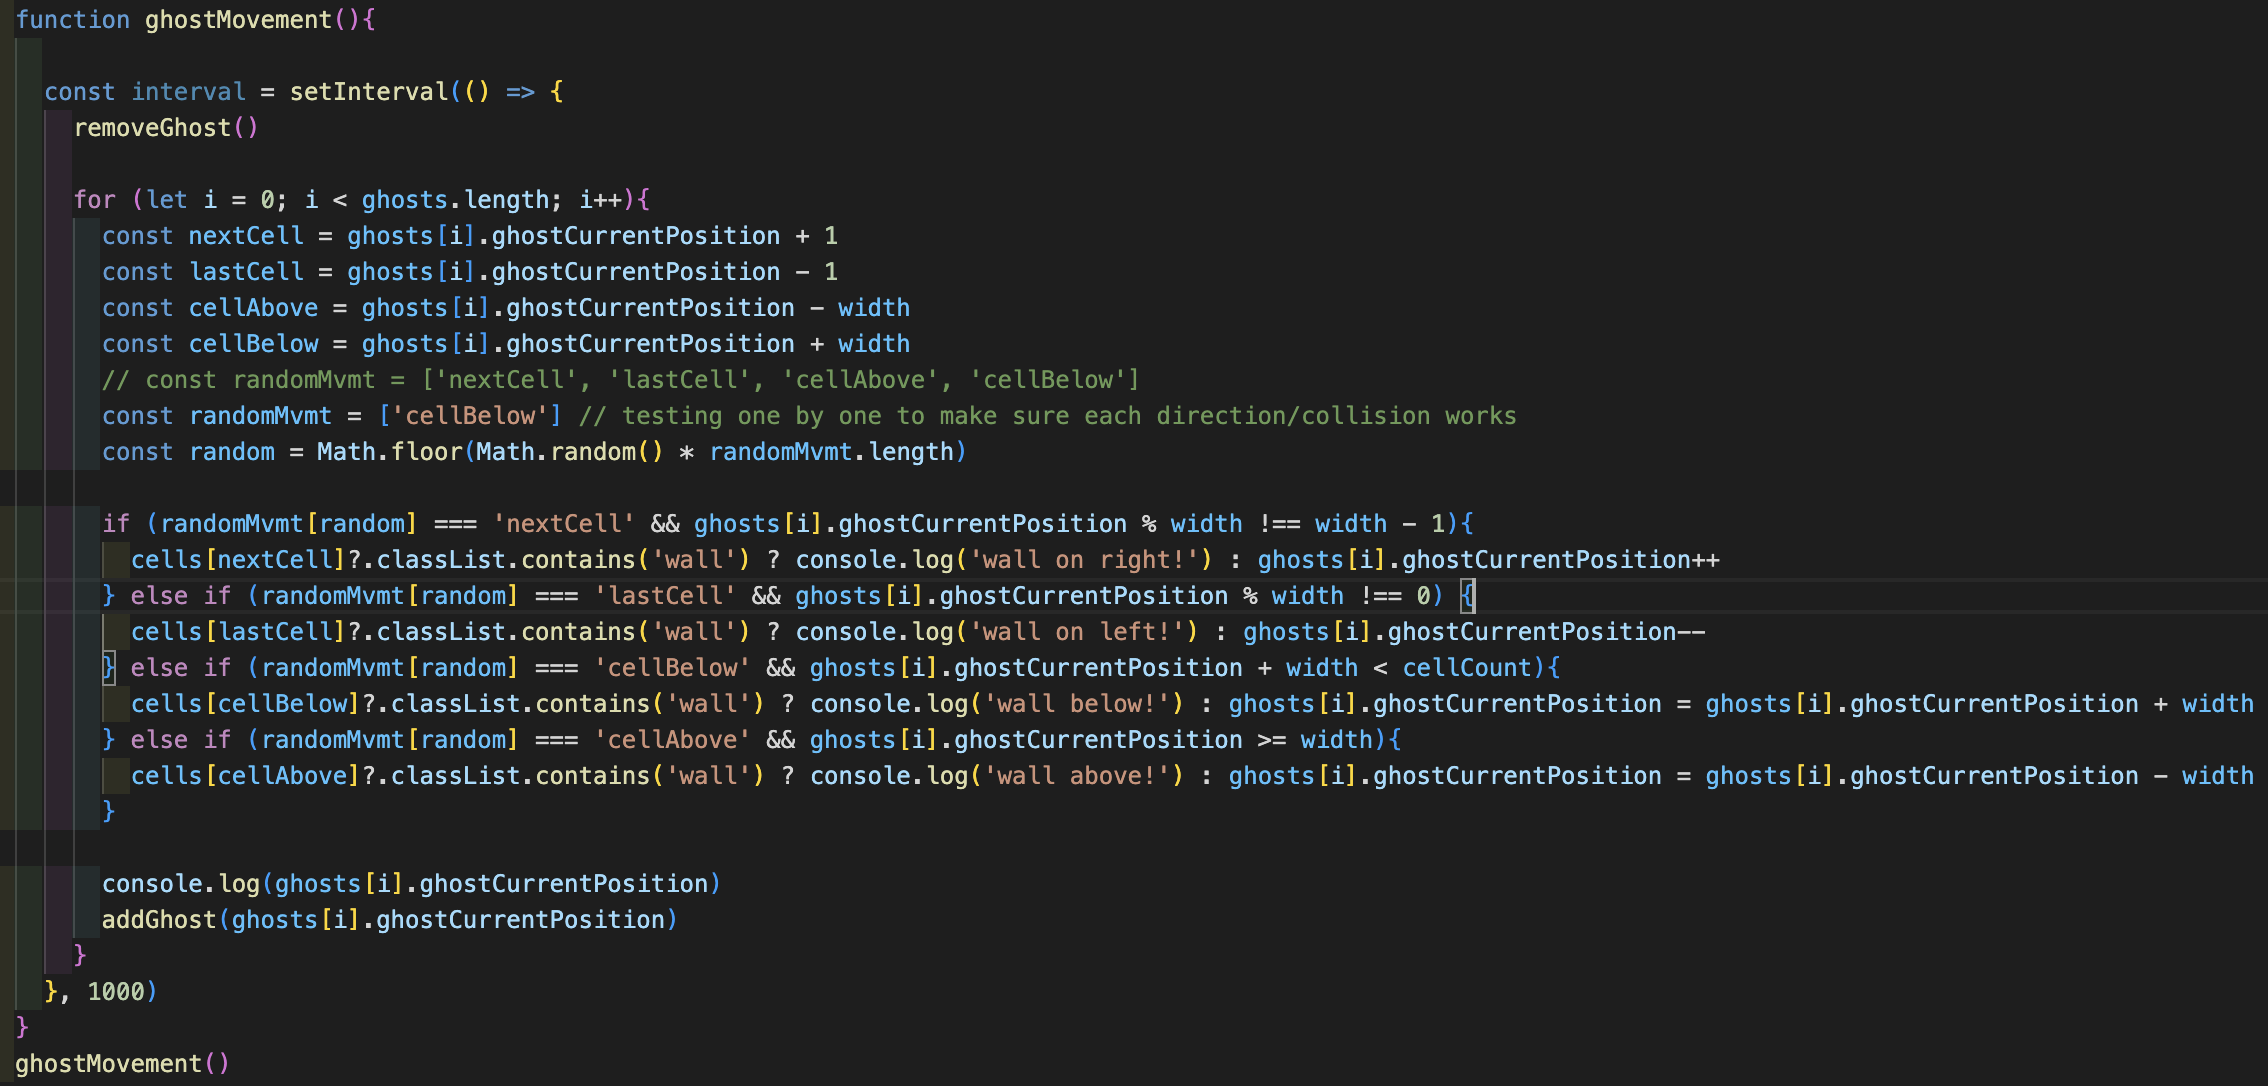 function ghostMovement(){
const interval = setInterval(() => {
removeGhost()
for (let i = 0; i < ghosts.length; i++){
const nextCell = ghosts[i].ghostCurrentPosition + 1
const lastCell = ghosts[i].ghostCurrentPosition - 1
const cellAbove = ghosts[i].ghostCurrentPosition - width
const cellBelow = ghosts[i].ghostCurrentPosition + width
// const randomMvmt = ['nextCell', 'lastCell', 'cellAbove', 'cellBelow']
const randomMvmt = ['cellBelow'] // testing one by one to make sure each direction/collision works
const random = Math.floor(Math.random() * randomMvmt.length)
if (randomMvmt[random] === 'nextCell' && ghosts[i].ghostCurrentPosition % width !== width - 1){
cells[nextCell]?.classList.contains('wall') ? console.log('wall on right!') : ghosts[i].ghostCurrentPosition++
} else if (randomMvmt[random] === 'lastCell' && ghosts[i].ghostCurrentPosition % width !== 0) {
cells[lastCell]?.classList.contains('wall') ? console.log('wall on left!') : ghosts[i].ghostCurrentPosition--
} else if (randomMvmt[random] === 'cellBelow' && ghosts[i].ghostCurrentPosition + width < cellCount){
cells[cellBelow]?.classList.contains('wall') ? console.log('wall below!') : ghosts[i].ghostCurrentPosition = ghosts[i].ghostCurrentPosition + width
} else if (randomMvmt[random] === 'cellAbove' && ghosts[i].ghostCurrentPosition >= width){
cells[cellAbove]?.classList.contains('wall') ? console.log('wall above!') : ghosts[i].ghostCurrentPosition = ghosts[i].ghostCurrentPosition - width
}
console.log(ghosts[i].ghostCurrentPosition)
addGhost(ghosts[i].ghostCurrentPosition)
}
}, 1000)
}
ghostMovement()